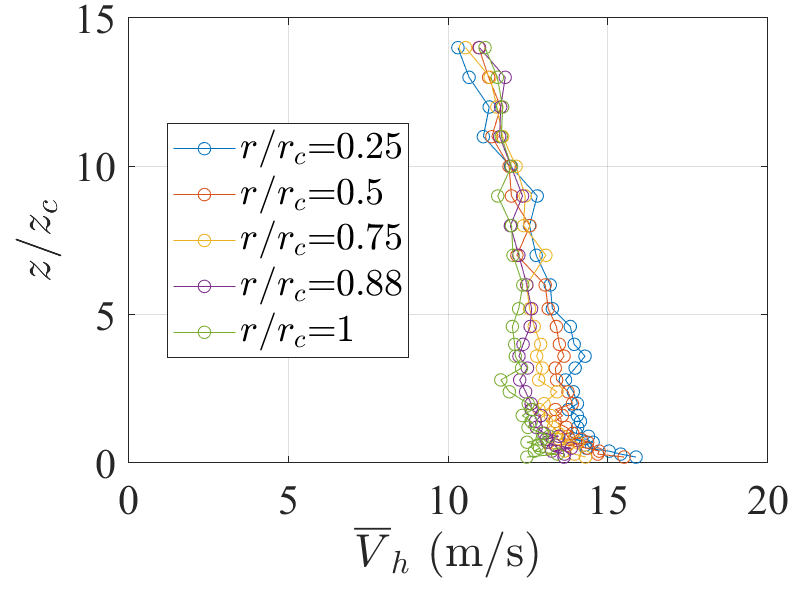 15
10
5
0
z/z_c
r/r_c=0.25
r/r_c=0.5
r/r_c=0.75
r/r_c=0.88
r/r_c=1
0 5 10 15 20
V̅_h (m/s)